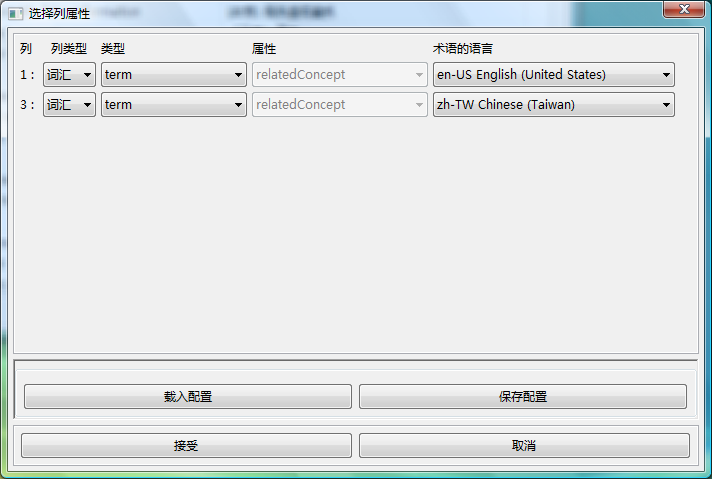 选择列属性
列 列类型 类型 属性 术语的语言
1 : 词汇 term relatedConcept en-US English (United States)
3 : 词汇 term relatedConcept zh-TW Chinese (Taiwan)
载入配置 保存配置
接受 取消